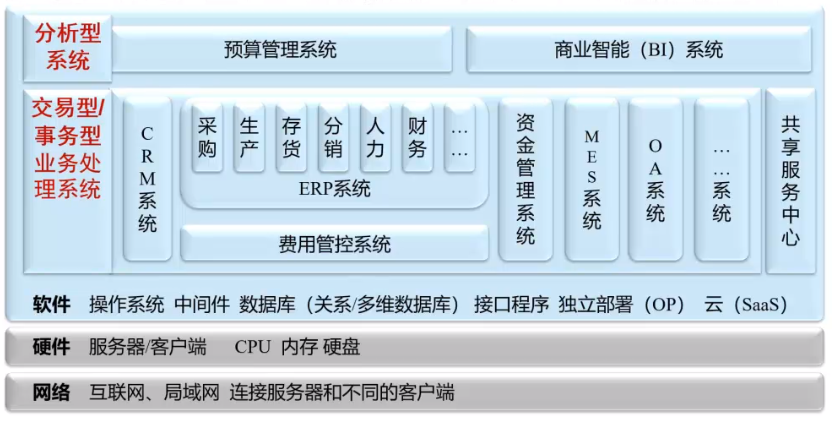 分析型
系统
预算管理系统
商业智能（BI）系统
交易型/
事务型
业务处
理系统
CRM系统
采购
生产
存货
分销
人力
财务
……
ERP系统
费用管控系统
资金管理系统
MES系统
OA系统
……系统
共享服务中心
软件 操作系统 中间件 数据库（关系/多维数据库） 接口程序 独立部署（OP） 云（SaaS）
硬件 服务器/客户端 CPU 内存 硬盘
网络 互联网、局域网 连接服务器和不同的客户端